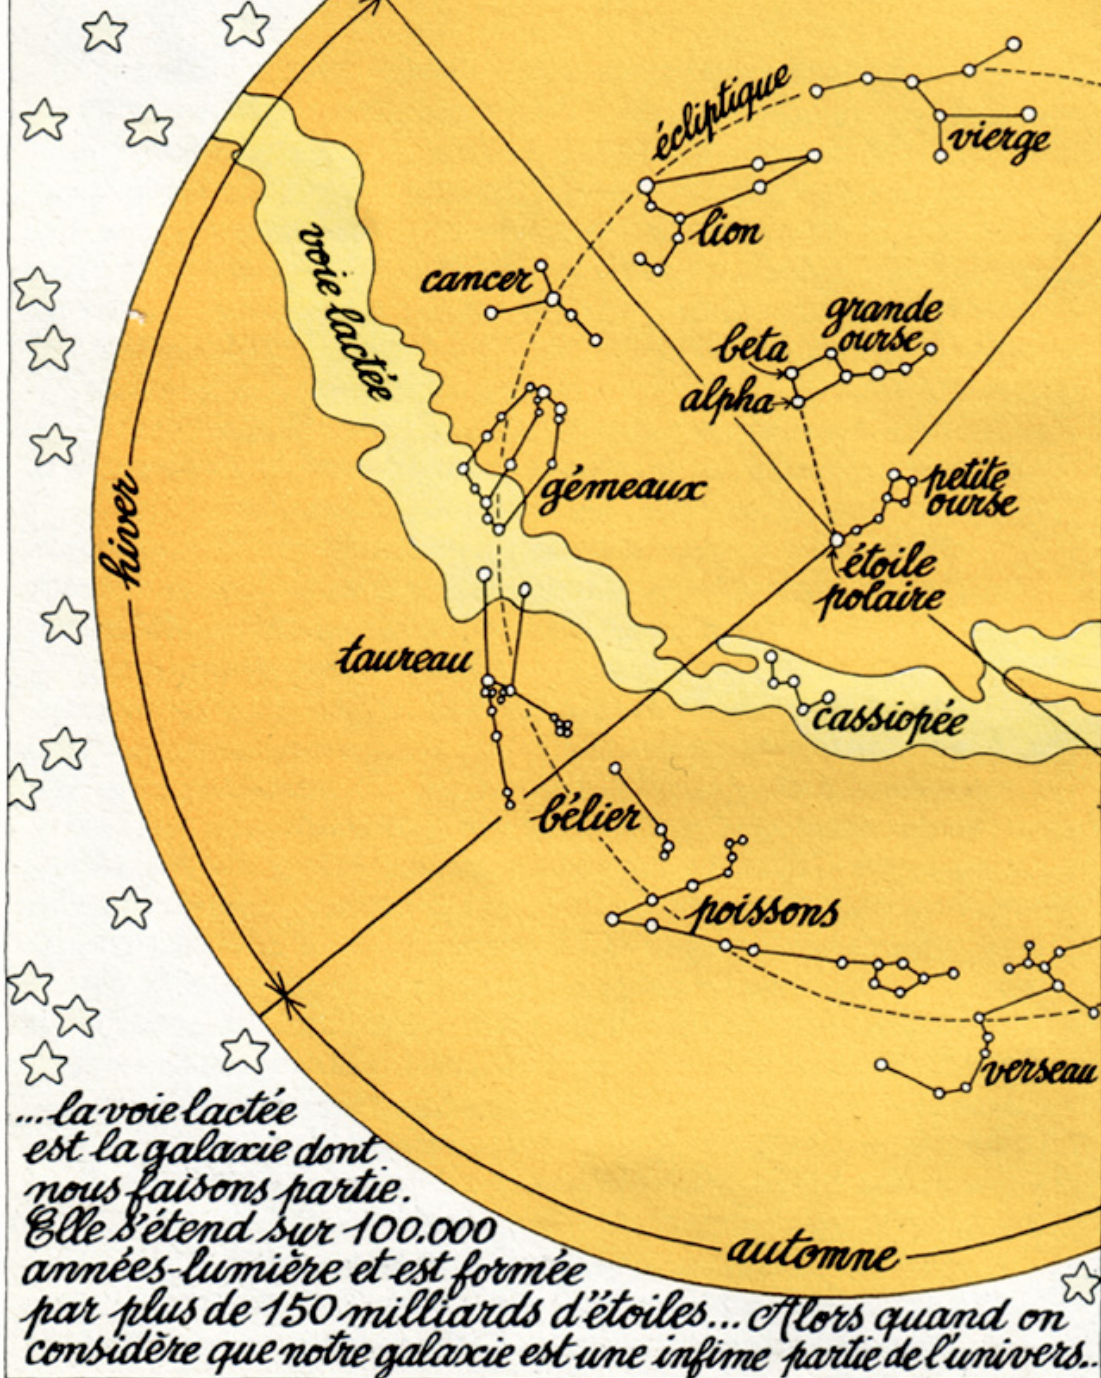 écliptique
vierge
lion
voie lactée
cancer
grande
ourse
beta
alpha
gémeaux
petite
ourse
hiver
étoile
polaire
taureau
cassiopée
bélier
poissons
verseau
automne
...la voie lactée
est la galaxie dont
nous faisons partie.
Elle s'étend sur 100.000
années-lumière et est formée
par plus de 150 milliards d'étoiles... Alors quand on
considère que notre galaxie est une infime partie de l'univers..